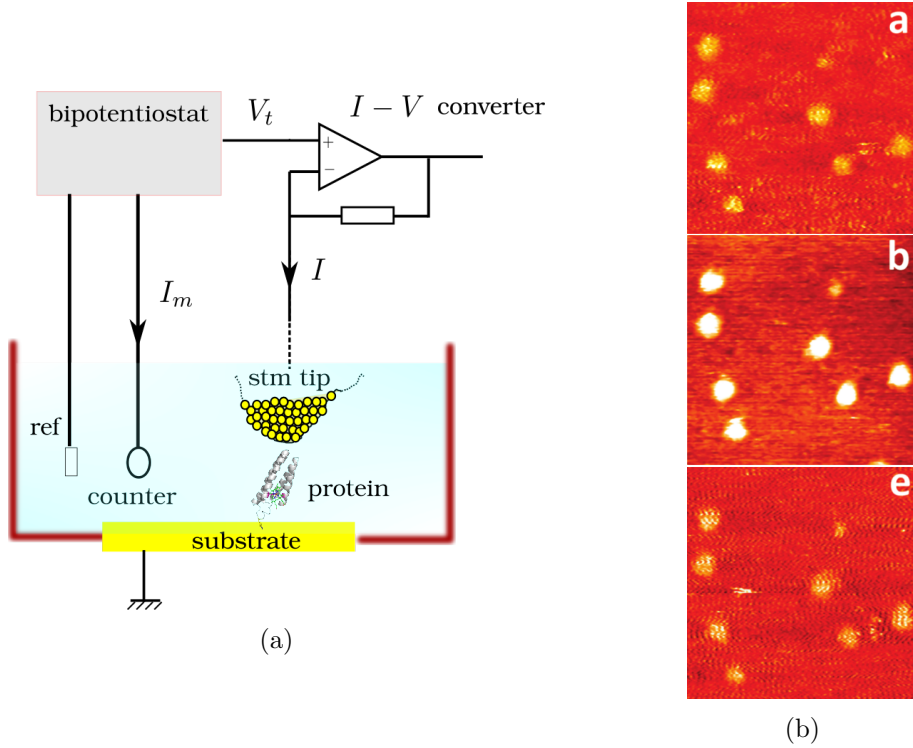 bipotentiostat
V_t
I − V converter
+
−
I
I_m
stm tip
ref
counter
protein
substrate
(a)
a
b
e
(b)